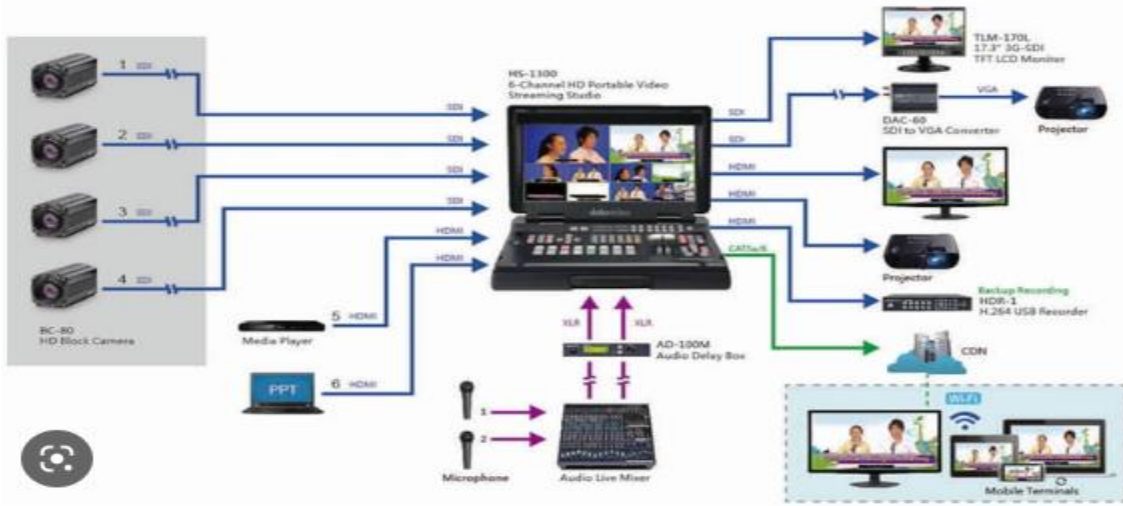 1 SDI
2 SDI
3 SDI
4 SDI
BC-80
HD Block Camera
SDI
SDI
SDI
SDI
HDMI
HDMI
5 HDMI
Media Player
6 HDMI
PPT
HS-1300
6-Channel HD Portable Video
Streaming Studio
datavideo
XLR
XLR
AD-100M
Audio Delay Box
1
2
Microphone
Audio Live Mixer
SDI
SDI
HDMI
HDMI
HDMI
CAT5e/6
TLM-170L
17.3" 3G-SDI
TFT LCD Monitor
VGA
DAC-60
SDI to VGA Converter
Projector
Projector
Backup Recording
HDR-1
H.264 USB Recorder
CDN
Wi-Fi
Mobile Terminals